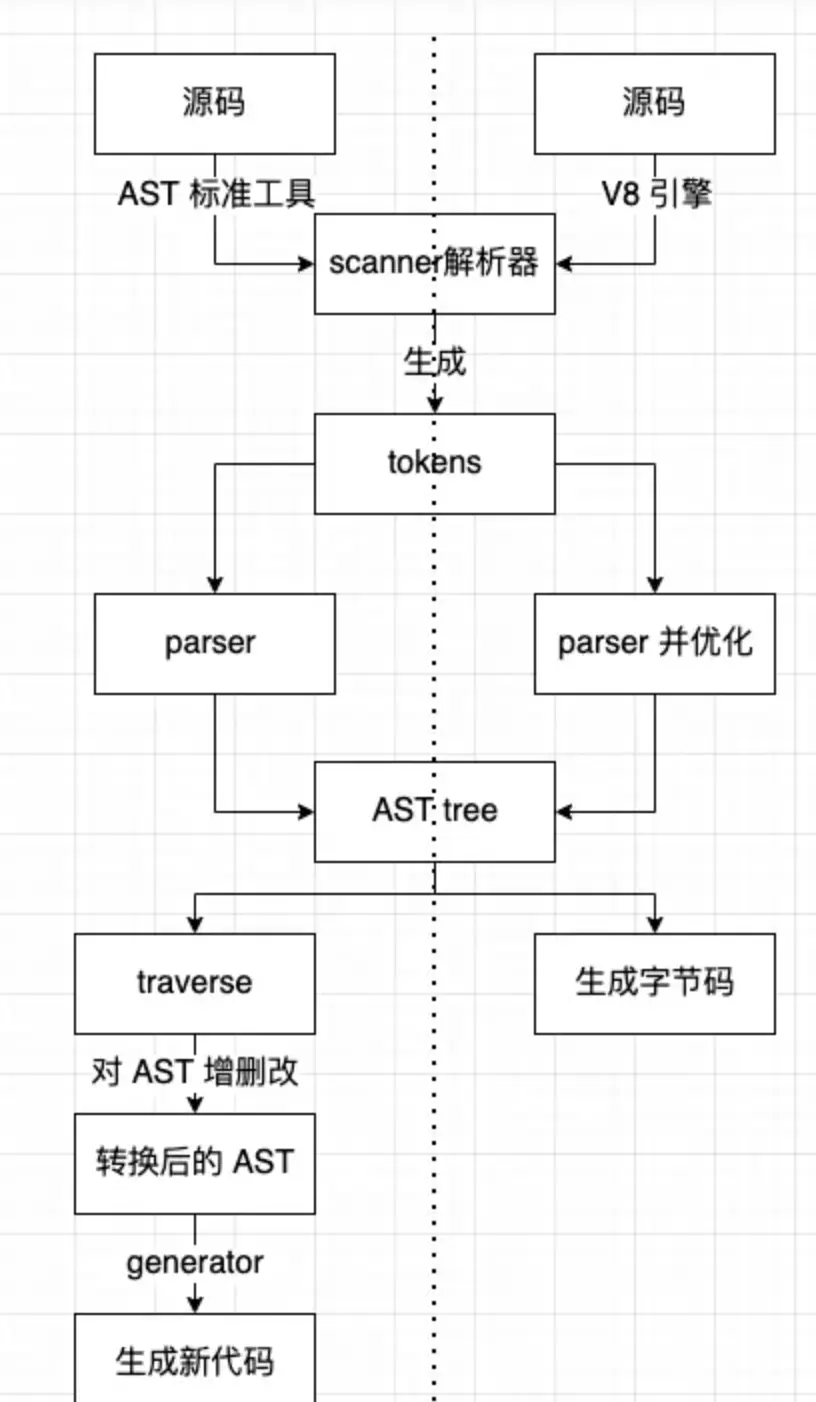 源码
源码
AST 标准工具
V8 引擎
scanner解析器
生成
tokens
parser
parser 并优化
AST tree
traverse
生成字节码
对 AST 增删改
转换后的 AST
generator
生成新代码